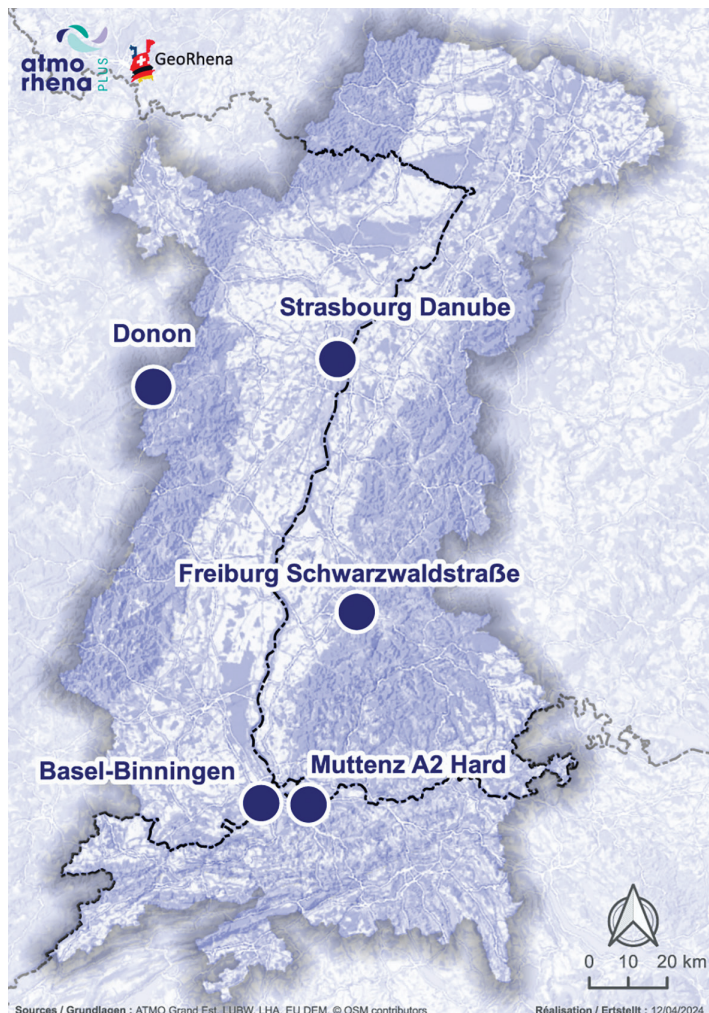 atmo
rhena
PLUS
GeoRhena
Strasbourg Danube
Donon
Freiburg Schwarzwaldstraße
Basel-Binningen
Muttenz A2 Hard
0 10 20 km
Sources / Grundlagen : ATMO Grand Est, LUBW, LHA, EU DEM, © OSM contributors
Réalisation / Ertstellt : 12/04/2024